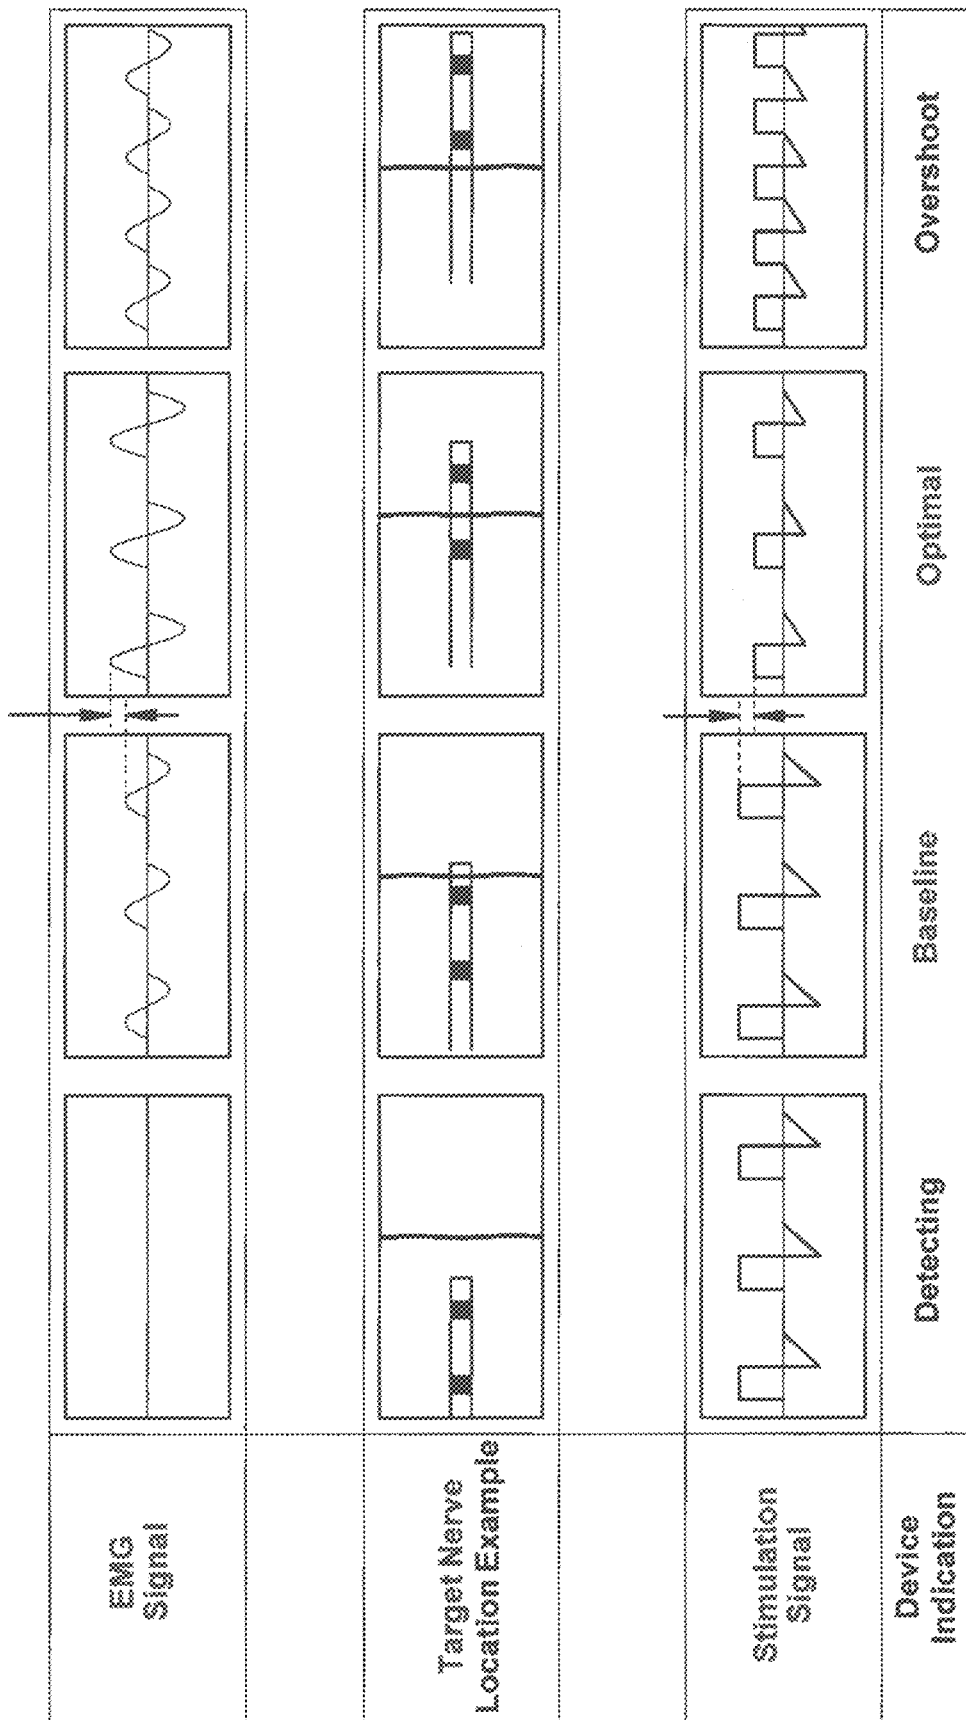 EMG
Signal
Target Nerve
Location Example
Stimulation
Signal
Device
Indication
Detecting
Baseline
Optimal
Overshoot